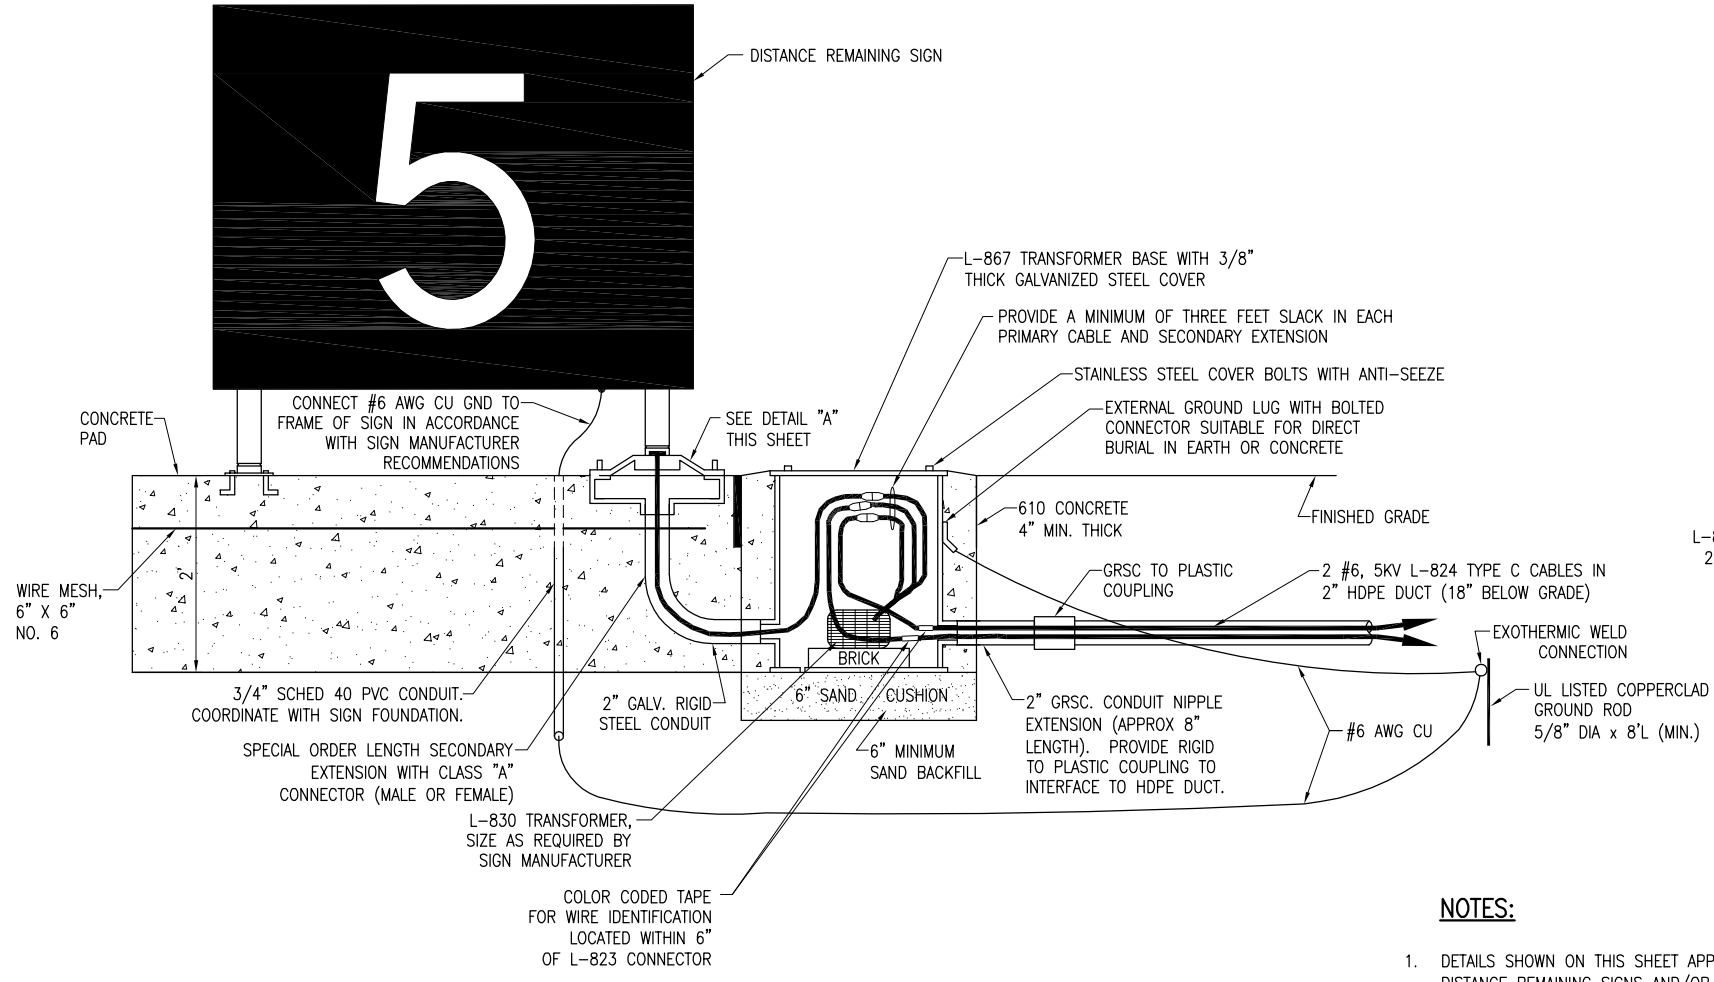 5
DISTANCE REMAINING SIGN
L-867 TRANSFORMER BASE WITH 3/8"
THICK GALVANIZED STEEL COVER
PROVIDE A MINIMUM OF THREE FEET SLACK IN EACH
PRIMARY CABLE AND SECONDARY EXTENSION
STAINLESS STEEL COVER BOLTS WITH ANTI-SEEZE
EXTERNAL GROUND LUG WITH BOLTED
CONNECTOR SUITABLE FOR DIRECT
BURIAL IN EARTH OR CONCRETE
CONCRETE
PAD
CONNECT #6 AWG CU GND TO
FRAME OF SIGN IN ACCORDANCE
WITH SIGN MANUFACTURER
RECOMMENDATIONS
SEE DETAIL "A"
THIS SHEET
610 CONCRETE
4" MIN. THICK
FINISHED GRADE
L-8
2
WIRE MESH,
6" X 6"
NO. 6
2'
GRSC TO PLASTIC
COUPLING
2 #6, 5KV L-824 TYPE C CABLES IN
2" HDPE DUCT (18" BELOW GRADE)
EXOTHERMIC WELD
CONNECTION
BRICK
6" SAND CUSHION
3/4" SCHED 40 PVC CONDUIT.
COORDINATE WITH SIGN FOUNDATION.
2" GALV. RIGID
STEEL CONDUIT
2" GRSC. CONDUIT NIPPLE
EXTENSION (APPROX 8"
LENGTH). PROVIDE RIGID
TO PLASTIC COUPLING TO
INTERFACE TO HDPE DUCT.
#6 AWG CU
UL LISTED COPPERCLAD
GROUND ROD
5/8" DIA x 8'L (MIN.)
SPECIAL ORDER LENGTH SECONDARY
EXTENSION WITH CLASS "A"
CONNECTOR (MALE OR FEMALE)
6" MINIMUM
SAND BACKFILL
L-830 TRANSFORMER,
SIZE AS REQUIRED BY
SIGN MANUFACTURER
COLOR CODED TAPE
FOR WIRE IDENTIFICATION
LOCATED WITHIN 6"
OF L-823 CONNECTOR
NOTES:
1. DETAILS SHOWN ON THIS SHEET APP
DISTANCE REMAINING SIGNS AND/OR